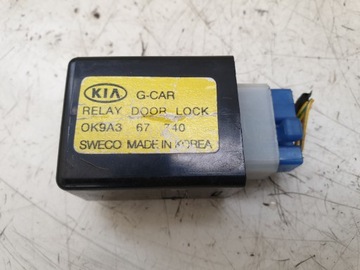 KIA G-CAR
RELAY DOOR LOCK
OK9A3 67 740
SWECO MADE IN KOREA